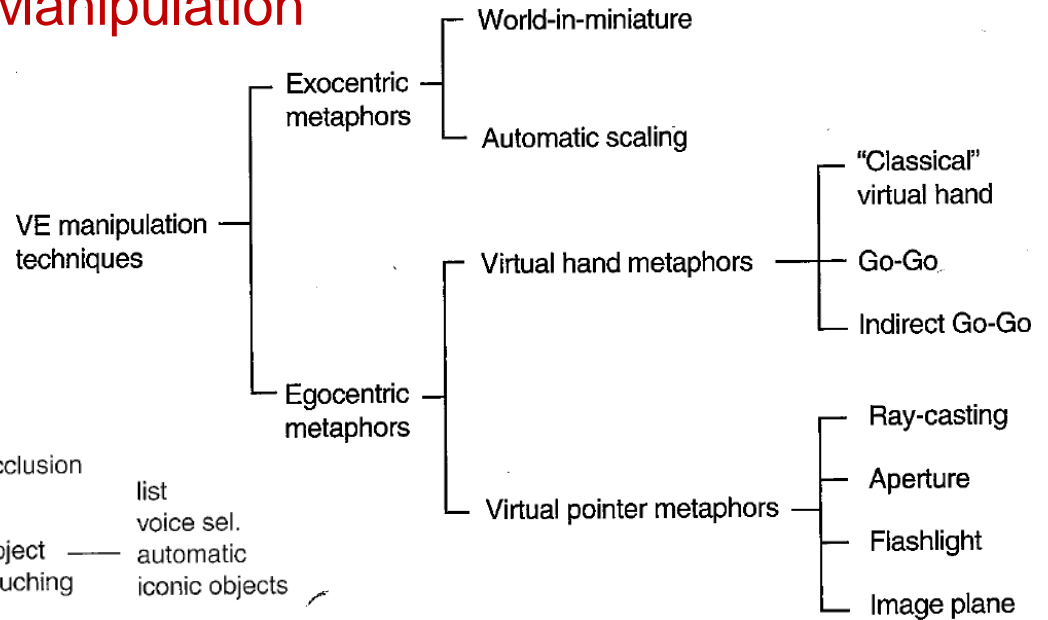 Manipulation
World-in-miniature
Exocentric
metaphors
Automatic scaling
"Classical"
virtual hand
VE manipulation
techniques
Virtual hand metaphors
Go-Go
Indirect Go-Go
Egocentric
metaphors
Ray-casting
Aperture
Virtual pointer metaphors
Flashlight
Image plane
list
voice sel.
automatic
iconic objects